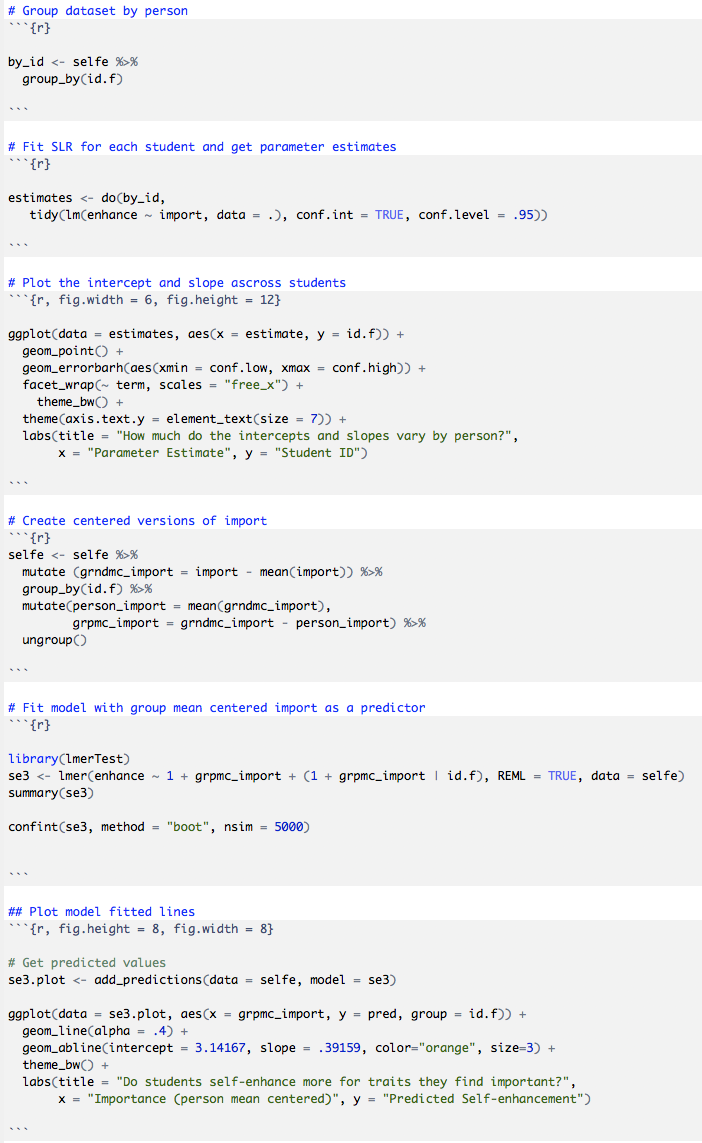 # Group dataset by person
```{r}
by_id <- selfe %>%
  group_by(id.f)
```
# Fit SLR for each student and get parameter estimates
```{r}
estimates <- do(by_id,
   tidy(lm(enhance ~ import, data = .), conf.int = TRUE, conf.level = .95))
```
# Plot the intercept and slope ascross students
```{r, fig.width = 6, fig.height = 12}
ggplot(data = estimates, aes(x = estimate, y = id.f)) +
  geom_point() +
  geom_errorbarh(aes(xmin = conf.low, xmax = conf.high)) +
  facet_wrap(~ term, scales = "free_x") +
    theme_bw() +
  theme(axis.text.y = element_text(size = 7)) +
  labs(title = "How much do the intercepts and slopes vary by person?",
       x = "Parameter Estimate", y = "Student ID")
```
# Create centered versions of import
```{r}
selfe <- selfe %>%
  mutate (grndmc_import = import - mean(import)) %>%
  group_by(id.f) %>%
  mutate(person_import = mean(grndmc_import),
         grpmc_import = grndmc_import - person_import) %>%
  ungroup()
```
# Fit model with group mean centered import as a predictor
```{r}
library(lmerTest)
se3 <- lmer(enhance ~ 1 + grpmc_import + (1 + grpmc_import | id.f), REML = TRUE, data = selfe)
summary(se3)
confint(se3, method = "boot", nsim = 5000)
```
## Plot model fitted lines
```{r, fig.height = 8, fig.width = 8}
# Get predicted values
se3.plot <- add_predictions(data = selfe, model = se3)
ggplot(data = se3.plot, aes(x = grpmc_import, y = pred, group = id.f)) +
  geom_line(alpha = .4) +
  geom_abline(intercept = 3.14167, slope = .39159, color="orange", size=3) +
  theme_bw() +
  labs(title = "Do students self-enhance more for traits they find important?",
       x = "Importance (person mean centered)", y = "Predicted Self-enhancement")
```